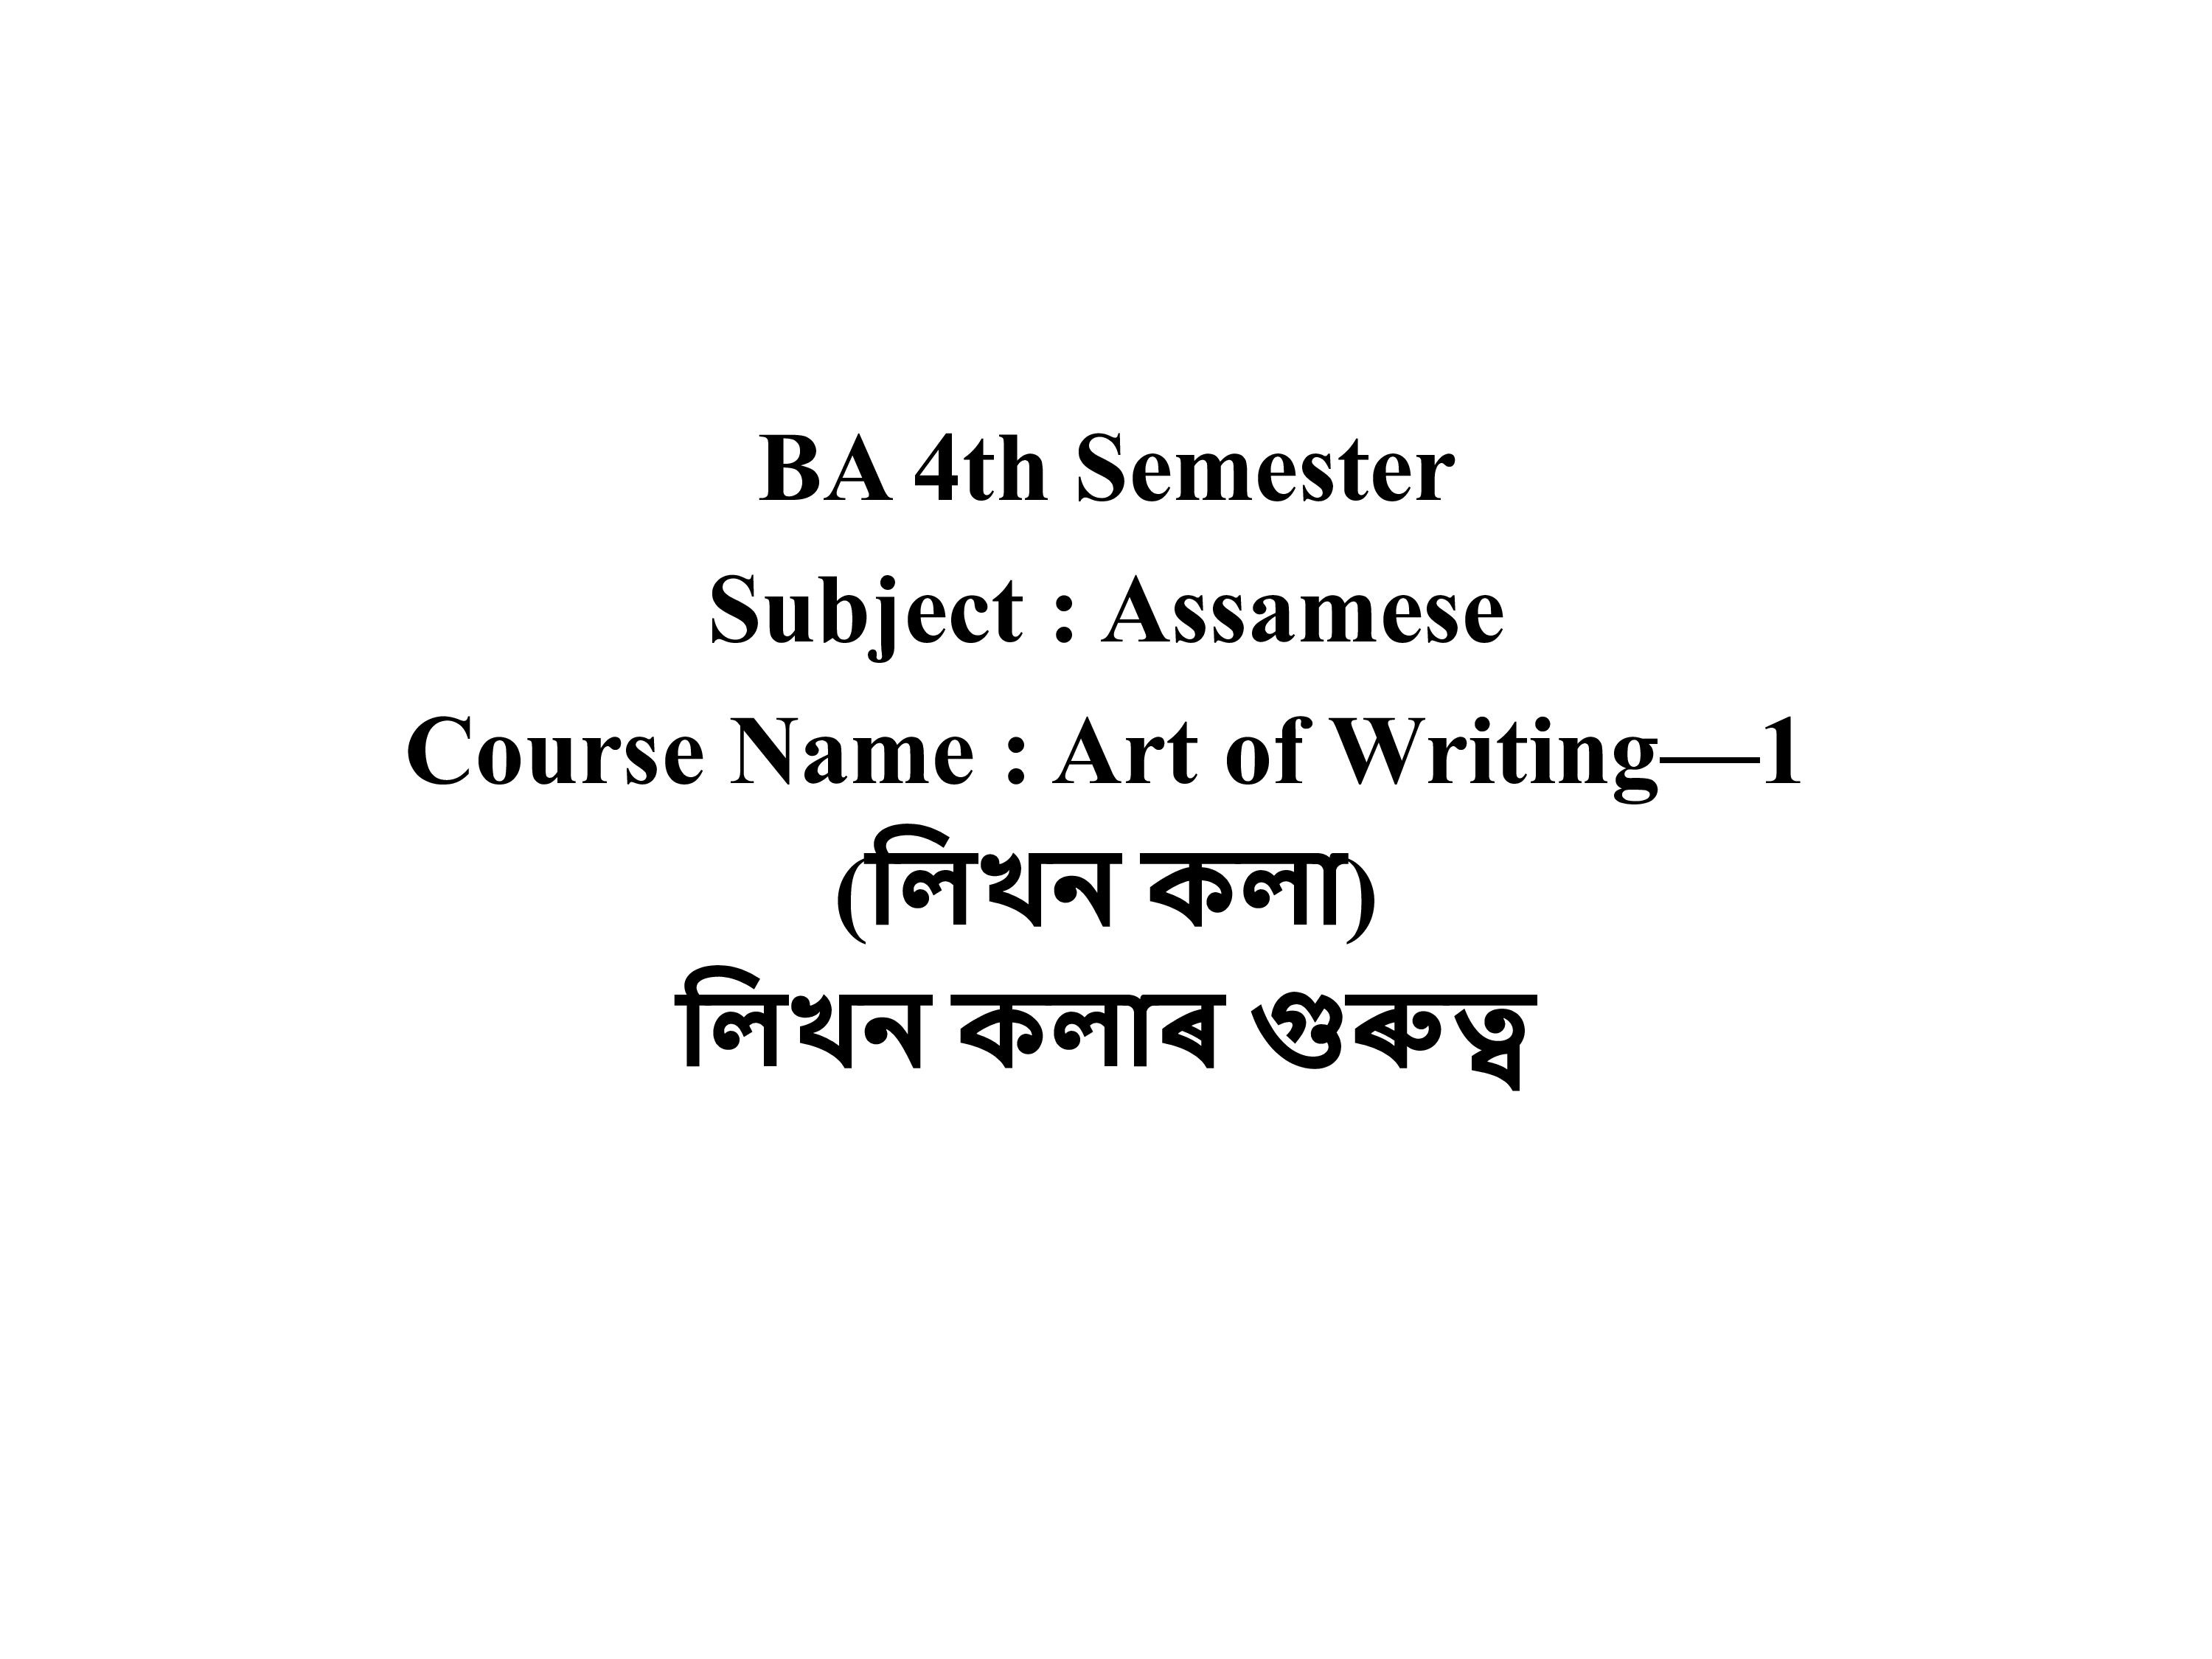 BA 4th Semester
Subject : Assamese
Course Name : Art of Writing—1
(লিখন কলা)
লিখন কলাৰ গুৰুত্ব